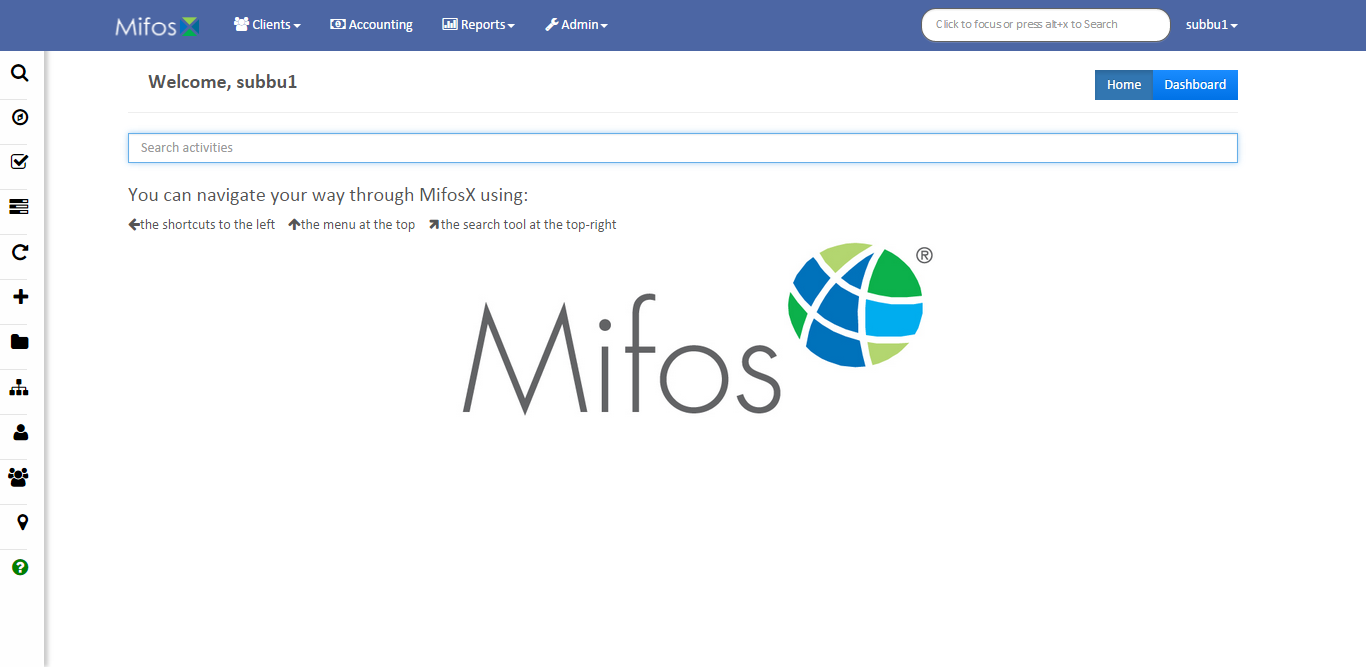 MifosX Clients Accounting Reports Admin Click to focus or press alt+x to Search subbu1
Welcome, subbu1 Home Dashboard
Search activities
You can navigate your way through MifosX using:
the shortcuts to the left the menu at the top the search tool at the top-right
Mifos ®